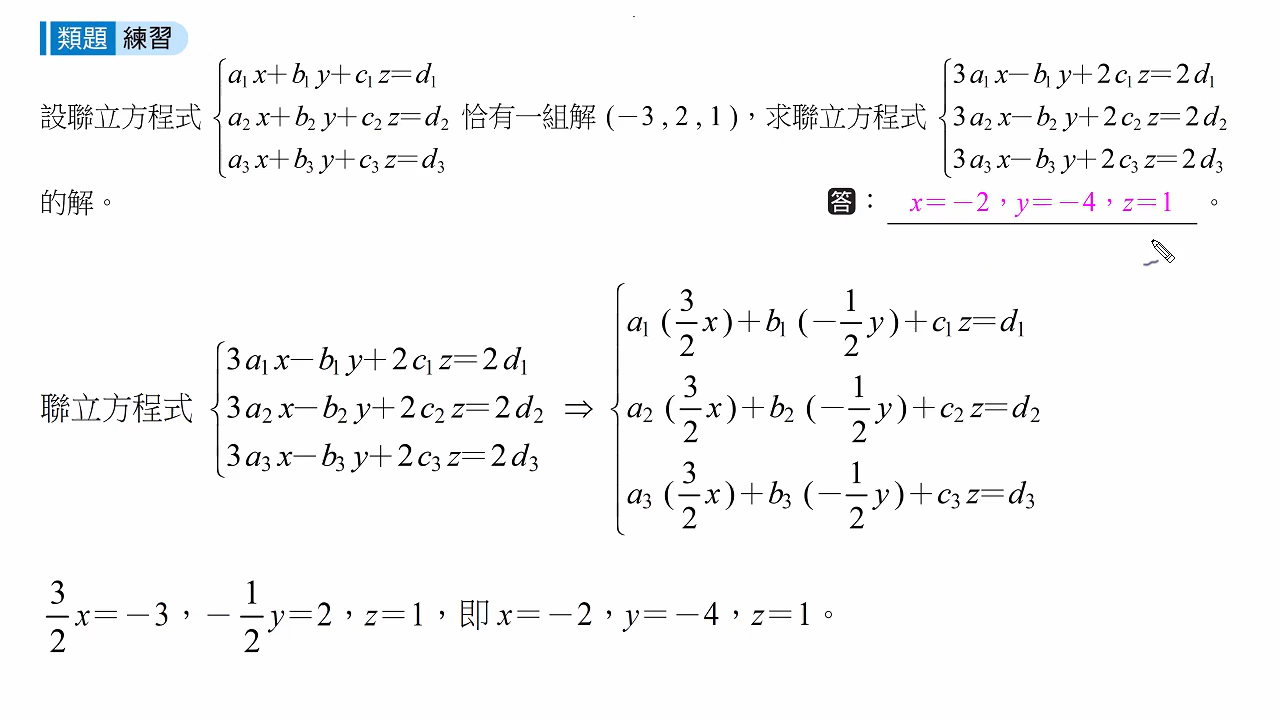 類題 練習
設聯立方程式 { a₁x+b₁y+c₁z=d₁
a₂x+b₂y+c₂z=d₂
a₃x+b₃y+c₃z=d₃ 恰有一組解 (-3,2,1),求聯立方程式 { 3a₁x-b₁y+2c₁z=2d₁
3a₂x-b₂y+2c₂z=2d₂
3a₃x-b₃y+2c₃z=2d₃
的解。 答: x=-2,y=-4,z=1 。
聯立方程式 { 3a₁x-b₁y+2c₁z=2d₁
3a₂x-b₂y+2c₂z=2d₂
3a₃x-b₃y+2c₃z=2d₃ ⇒ { a₁(3/2x)+b₁(-1/2y)+c₁z=d₁
a₂(3/2x)+b₂(-1/2y)+c₂z=d₂
a₃(3/2x)+b₃(-1/2y)+c₃z=d₃
3/2x=-3,-1/2y=2,z=1,即x=-2,y=-4,z=1。